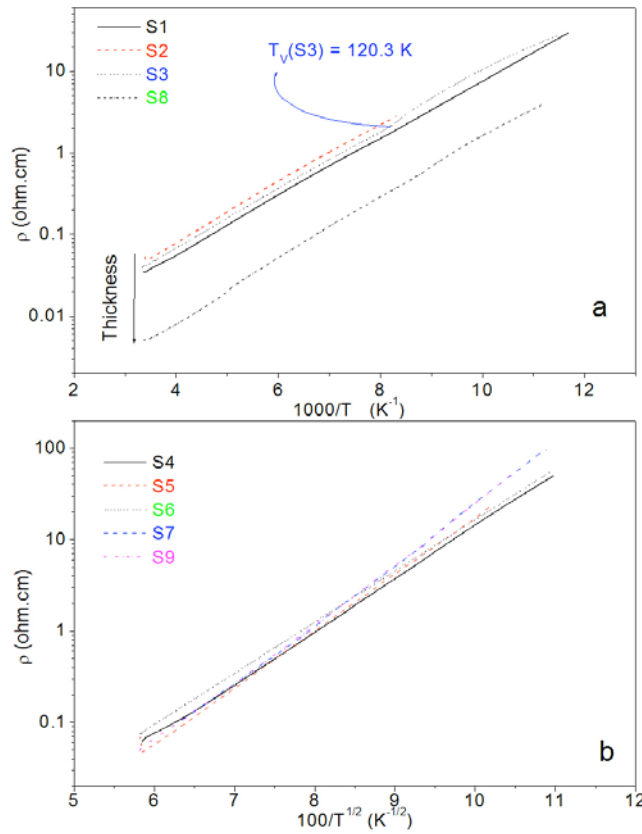 S1
S2
S3
S8
T_V(S3) = 120.3 K
10
1
0.1
0.01
ρ (ohm.cm)
Thickness
a
2 4 6 8 10 12
1000/T (K⁻¹)
S4
S5
S6
S7
S9
100
10
1
0.1
ρ (ohm.cm)
b
5 6 7 8 9 10 11 12
100/T^1/2 (K^-1/2)